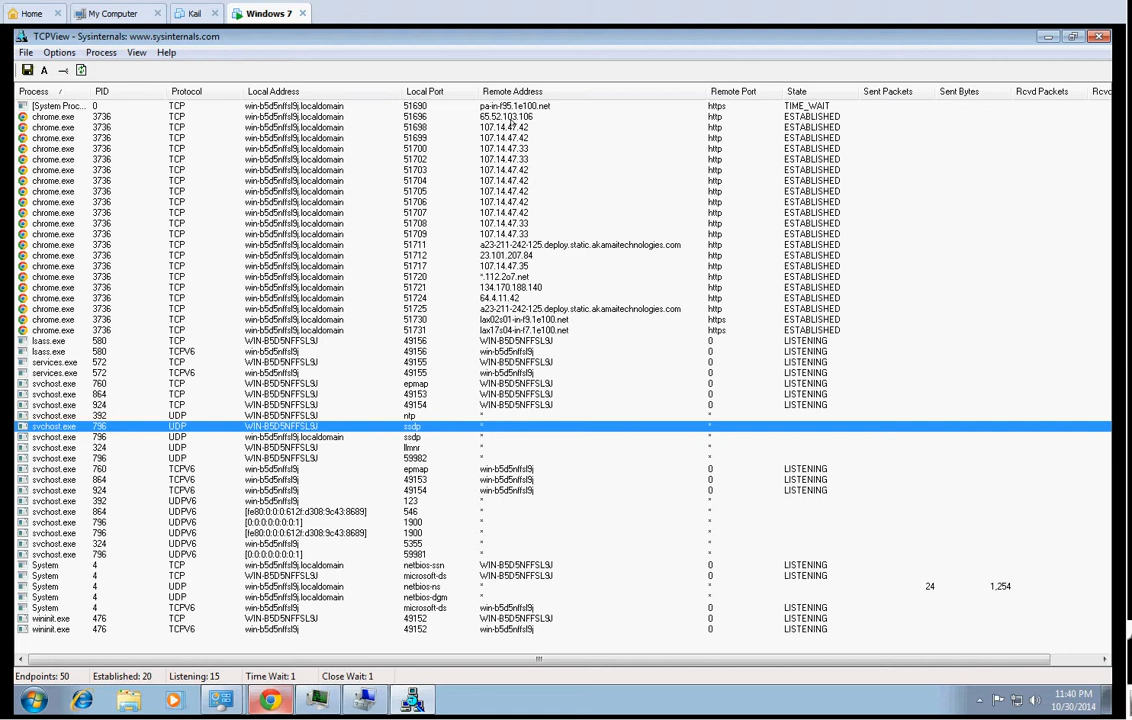 Home My Computer Kail Windows 7
TCPView - Sysinternals: www.sysinternals.com
File Options Process View Help
A
Process / PID Protocol Local Address Local Port Remote Address Remote Port State Sent Packets Sent Bytes Rcvd Packets Rcvc
[System Proc... 0 TCP win-b5d5nffsl9j.localdomain 51690 pa-in-f95.1e100.net https TIME_WAIT
chrome.exe 3736 TCP win-b5d5nffsl9j.localdomain 51696 65.52.103.106 http ESTABLISHED
chrome.exe 3736 TCP win-b5d5nffsl9j.localdomain 51698 107.14.47.42 http ESTABLISHED
chrome.exe 3736 TCP win-b5d5nffsl9j.localdomain 51699 107.14.47.42 http ESTABLISHED
chrome.exe 3736 TCP win-b5d5nffsl9j.localdomain 51700 107.14.47.33 http ESTABLISHED
chrome.exe 3736 TCP win-b5d5nffsl9j.localdomain 51702 107.14.47.33 http ESTABLISHED
chrome.exe 3736 TCP win-b5d5nffsl9j.localdomain 51703 107.14.47.42 http ESTABLISHED
chrome.exe 3736 TCP win-b5d5nffsl9j.localdomain 51704 107.14.47.42 http ESTABLISHED
chrome.exe 3736 TCP win-b5d5nffsl9j.localdomain 51705 107.14.47.42 http ESTABLISHED
chrome.exe 3736 TCP win-b5d5nffsl9j.localdomain 51706 107.14.47.42 http ESTABLISHED
chrome.exe 3736 TCP win-b5d5nffsl9j.localdomain 51707 107.14.47.42 http ESTABLISHED
chrome.exe 3736 TCP win-b5d5nffsl9j.localdomain 51708 107.14.47.33 http ESTABLISHED
chrome.exe 3736 TCP win-b5d5nffsl9j.localdomain 51709 107.14.47.33 http ESTABLISHED
chrome.exe 3736 TCP win-b5d5nffsl9j.localdomain 51711 a23-211-242-125.deploy.static.akamaitechnologies.com http ESTABLISHED
chrome.exe 3736 TCP win-b5d5nffsl9j.localdomain 51712 23.101.207.84 http ESTABLISHED
chrome.exe 3736 TCP win-b5d5nffsl9j.localdomain 51717 107.14.47.35 http ESTABLISHED
chrome.exe 3736 TCP win-b5d5nffsl9j.localdomain 51720 *.112.2o7.net http ESTABLISHED
chrome.exe 3736 TCP win-b5d5nffsl9j.localdomain 51721 134.170.188.140 http ESTABLISHED
chrome.exe 3736 TCP win-b5d5nffsl9j.localdomain 51724 64.4.11.42 http ESTABLISHED
chrome.exe 3736 TCP win-b5d5nffsl9j.localdomain 51725 a23-211-242-125.deploy.static.akamaitechnologies.com http ESTABLISHED
chrome.exe 3736 TCP win-b5d5nffsl9j.localdomain 51730 lax02s01-in-f9.1e100.net https ESTABLISHED
chrome.exe 3736 TCP win-b5d5nffsl9j.localdomain 51731 lax17s04-in-f7.1e100.net https ESTABLISHED
lsass.exe 580 TCP WIN-B5D5NFFSL9J 49156 WIN-B5D5NFFSL9J 0 LISTENING
lsass.exe 580 TCPV6 win-b5d5nffsl9j 49156 win-b5d5nffsl9j 0 LISTENING
services.exe 572 TCP WIN-B5D5NFFSL9J 49155 WIN-B5D5NFFSL9J 0 LISTENING
services.exe 572 TCPV6 win-b5d5nffsl9j 49155 win-b5d5nffsl9j 0 LISTENING
svchost.exe 760 TCP WIN-B5D5NFFSL9J epmap WIN-B5D5NFFSL9J 0 LISTENING
svchost.exe 864 TCP WIN-B5D5NFFSL9J 49153 WIN-B5D5NFFSL9J 0 LISTENING
svchost.exe 924 TCP WIN-B5D5NFFSL9J 49154 WIN-B5D5NFFSL9J 0 LISTENING
svchost.exe 392 UDP WIN-B5D5NFFSL9J ntp * *
svchost.exe 796 UDP WIN-B5D5NFFSL9J ssdp * *
svchost.exe 796 UDP win-b5d5nffsl9j.localdomain ssdp * *
svchost.exe 324 UDP WIN-B5D5NFFSL9J llmnr * *
svchost.exe 796 UDP WIN-B5D5NFFSL9J 59982 * *
svchost.exe 760 TCPV6 win-b5d5nffsl9j epmap win-b5d5nffsl9j 0 LISTENING
svchost.exe 864 TCPV6 win-b5d5nffsl9j 49153 win-b5d5nffsl9j 0 LISTENING
svchost.exe 924 TCPV6 win-b5d5nffsl9j 49154 win-b5d5nffsl9j 0 LISTENING
svchost.exe 392 UDPV6 win-b5d5nffsl9j 123 * *
svchost.exe 864 UDPV6 [fe80:0:0:0:612f:d308:9c43:8689] 546 * *
svchost.exe 796 UDPV6 [0:0:0:0:0:0:0:1] 1900 * *
svchost.exe 796 UDPV6 [fe80:0:0:0:612f:d308:9c43:8689] 1900 * *
svchost.exe 324 UDPV6 win-b5d5nffsl9j 5355 * *
svchost.exe 796 UDPV6 [0:0:0:0:0:0:0:1] 59981 * *
System 4 TCP win-b5d5nffsl9j.localdomain netbios-ssn WIN-B5D5NFFSL9J 0 LISTENING
System 4 TCP WIN-B5D5NFFSL9J microsoft-ds WIN-B5D5NFFSL9J 0 LISTENING
System 4 UDP win-b5d5nffsl9j.localdomain netbios-ns * * 24 1,254
System 4 UDP win-b5d5nffsl9j.localdomain netbios-dgm * *
System 4 TCPV6 win-b5d5nffsl9j microsoft-ds win-b5d5nffsl9j 0 LISTENING
wininit.exe 476 TCP WIN-B5D5NFFSL9J 49152 WIN-B5D5NFFSL9J 0 LISTENING
wininit.exe 476 TCPV6 win-b5d5nffsl9j 49152 win-b5d5nffsl9j 0 LISTENING
Endpoints: 50 Established: 20 Listening: 15 Time Wait: 1 Close Wait: 1
11:40 PM
10/30/2014